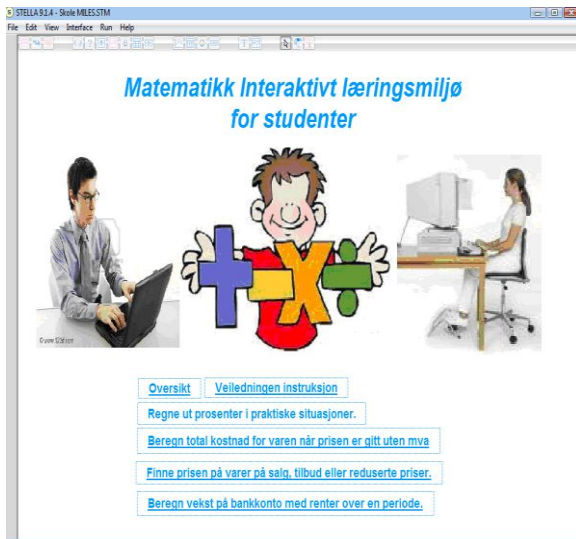 STELLA 9.1.4 - Skole MILES.STM
File Edit View Interface Run Help
Matematikk Interaktivt læringsmiljø
for studenter
Oversikt Veiledningen instruksjon
Regne ut prosenter i praktiske situasjoner.
Beregn total kostnad for varen når prisen er gitt uten mva
Finne prisen på varer på salg, tilbud eller reduserte priser.
Beregn vekst på bankkonto med renter over en periode.